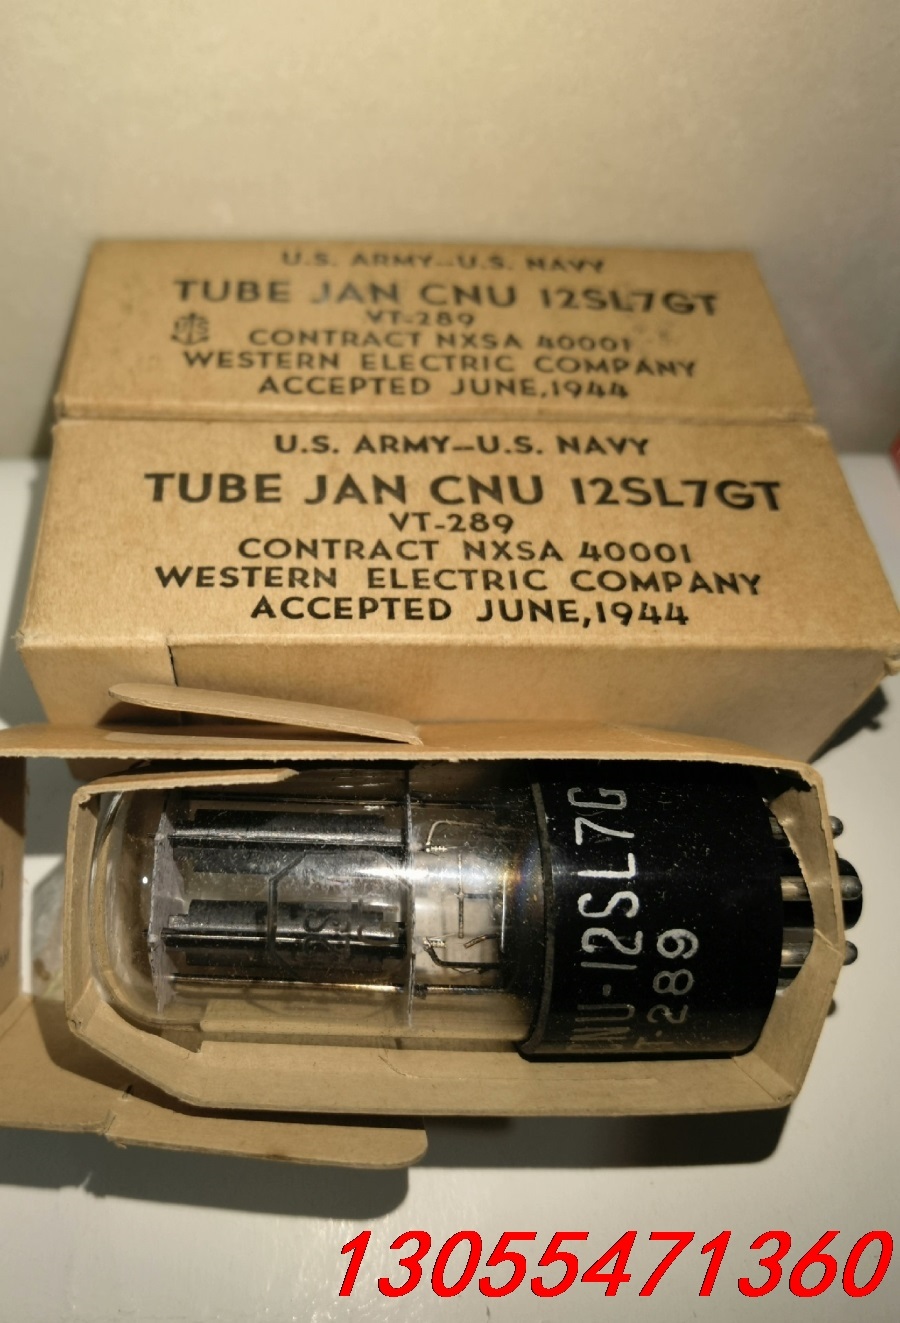 U.S. ARMY–U.S. NAVY
TUBE JAN CNU 12SL7GT
VT-289
CONTRACT NXSA 40001
WESTERN ELECTRIC COMPANY
ACCEPTED JUNE, 1944
U.S. ARMY–U.S. NAVY
TUBE JAN CNU 12SL7GT
VT-289
CONTRACT NXSA 40001
WESTERN ELECTRIC COMPANY
ACCEPTED JUNE, 1944
CNU-12SL7G
T-289
13055471360